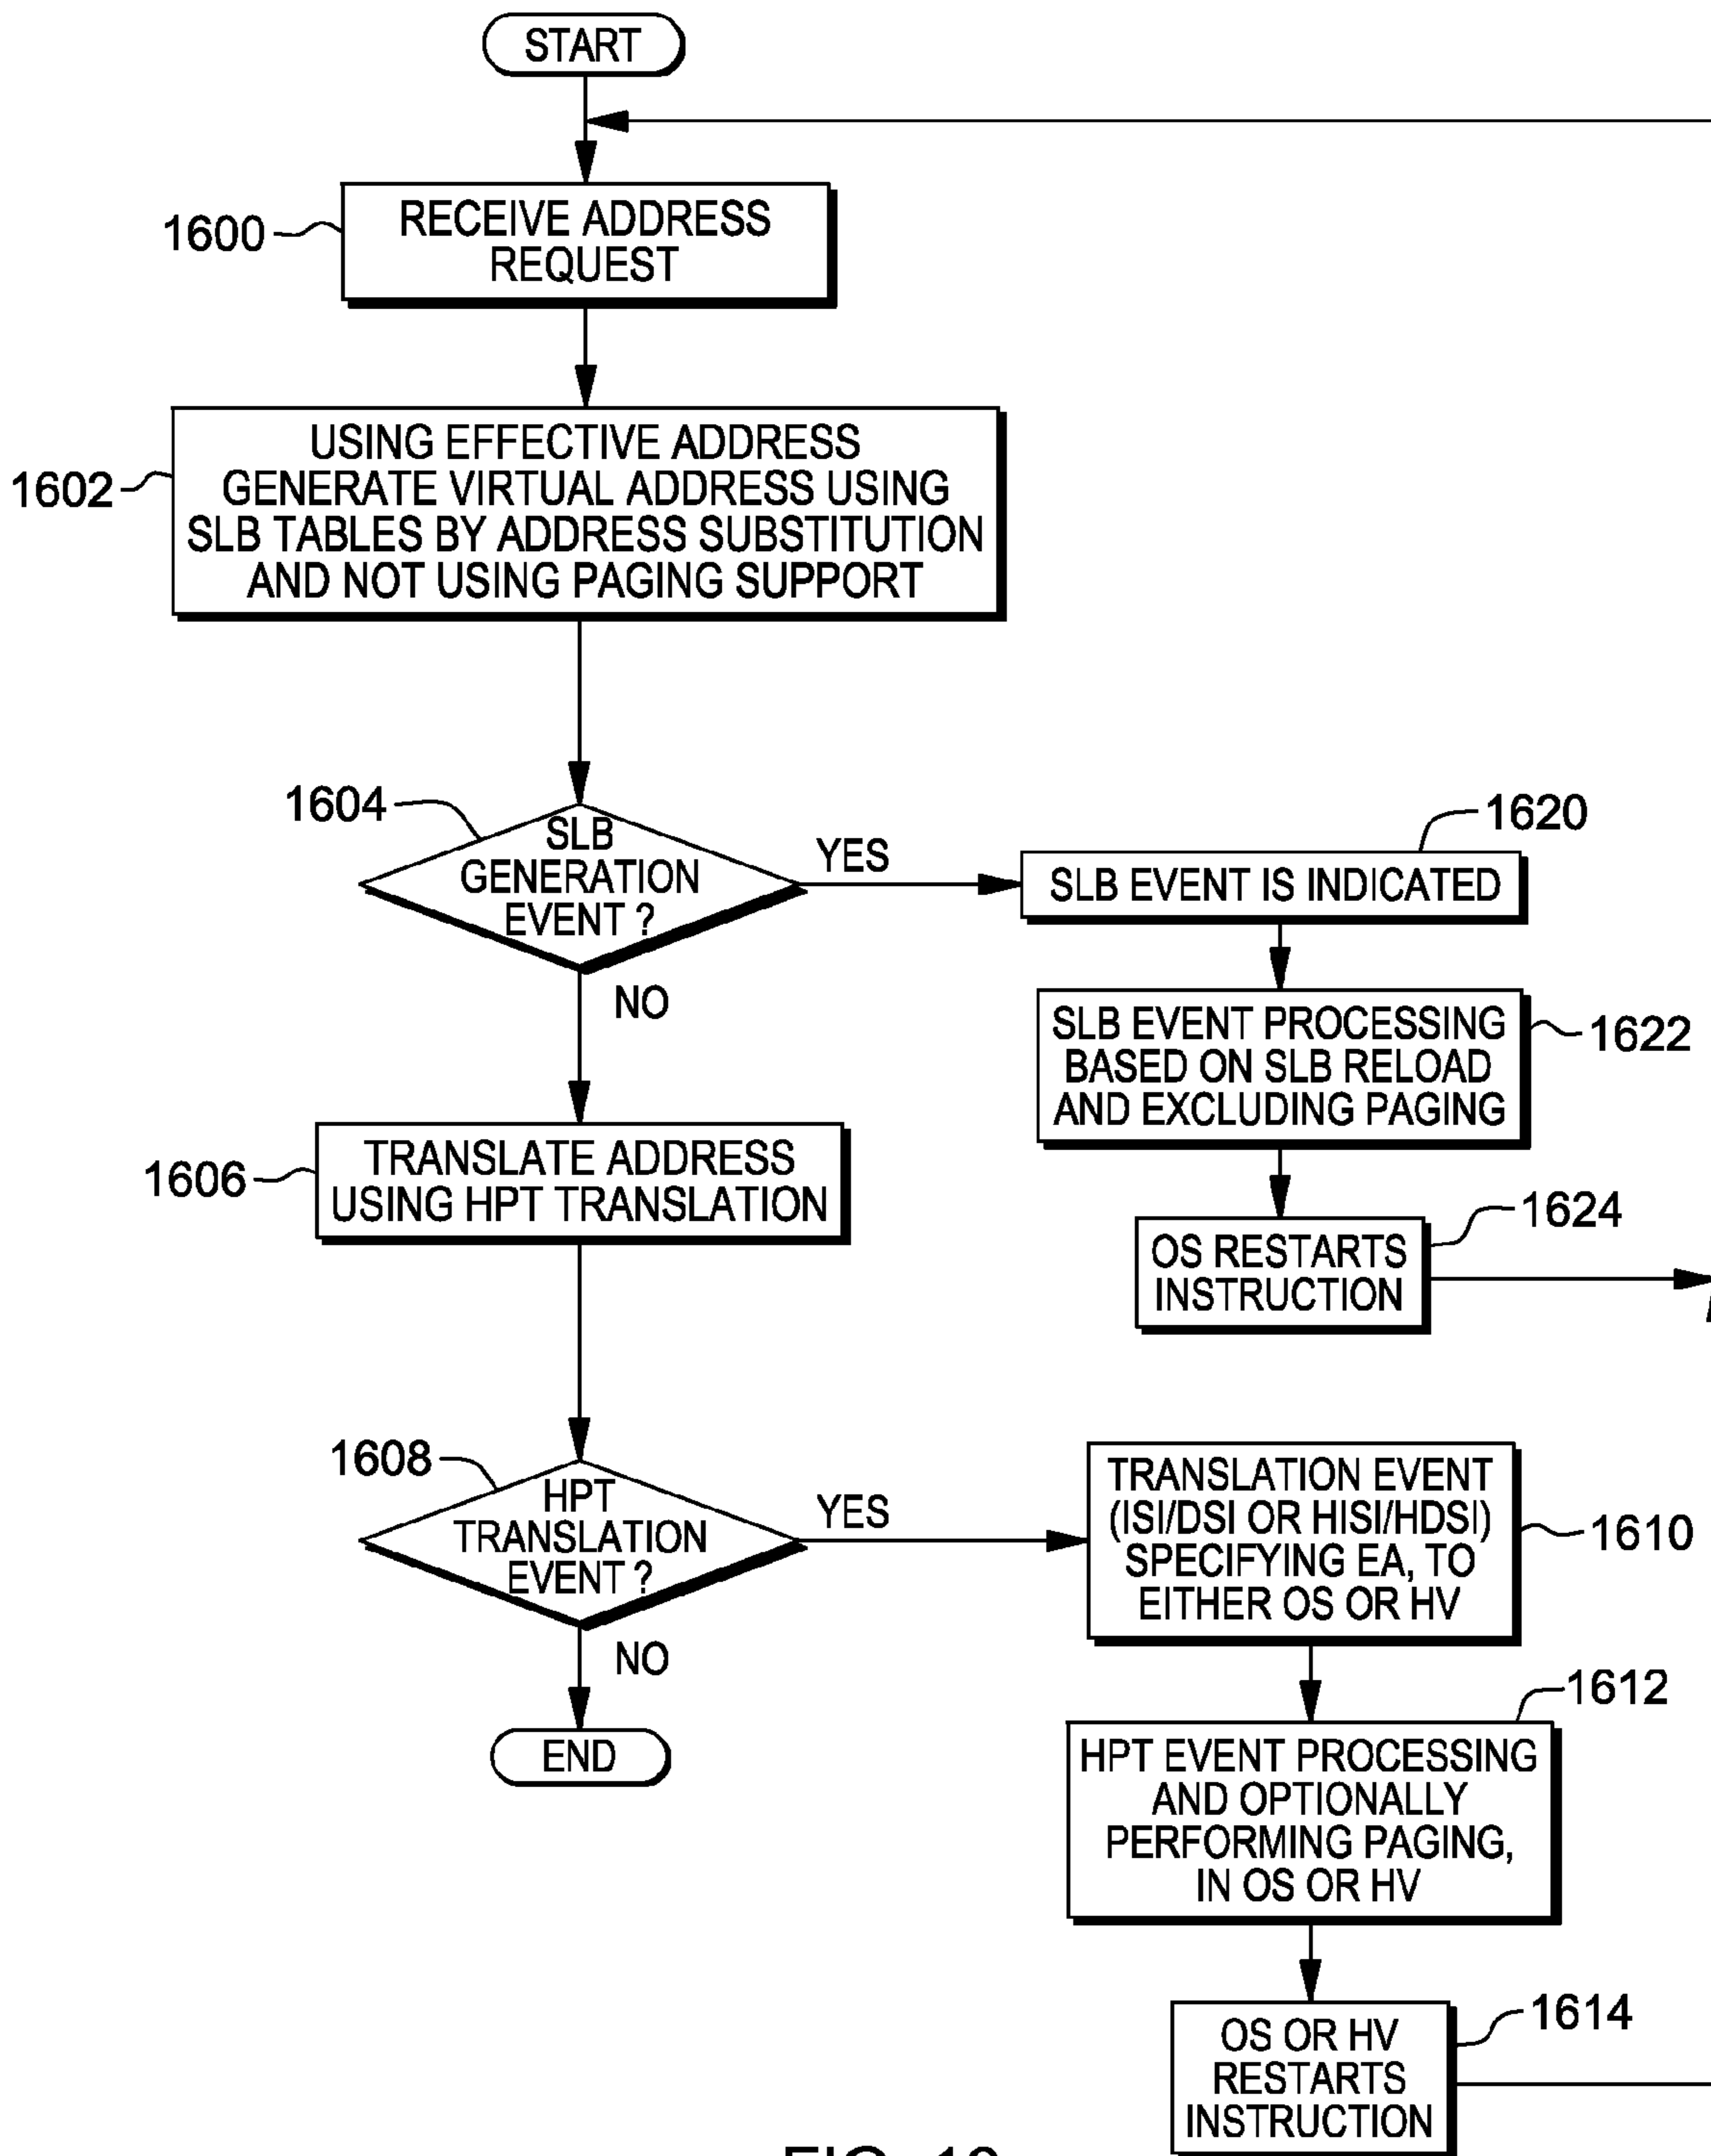 START
1600
RECEIVE ADDRESS
REQUEST
1602
USING EFFECTIVE ADDRESS
GENERATE VIRTUAL ADDRESS USING
SLB TABLES BY ADDRESS SUBSTITUTION
AND NOT USING PAGING SUPPORT
1604
SLB
GENERATION
EVENT ?
YES
NO
1620
SLB EVENT IS INDICATED
SLB EVENT PROCESSING
BASED ON SLB RELOAD
AND EXCLUDING PAGING
1622
1624
OS RESTARTS
INSTRUCTION
1606
TRANSLATE ADDRESS
USING HPT TRANSLATION
1608
HPT
TRANSLATION
EVENT ?
YES
NO
END
TRANSLATION EVENT
(ISI/DSI OR HISI/HDSI)
SPECIFYING EA, TO
EITHER OS OR HV
1610
1612
HPT EVENT PROCESSING
AND OPTIONALLY
PERFORMING PAGING,
IN OS OR HV
1614
OS OR HV
RESTARTS
INSTRUCTION
FIG.